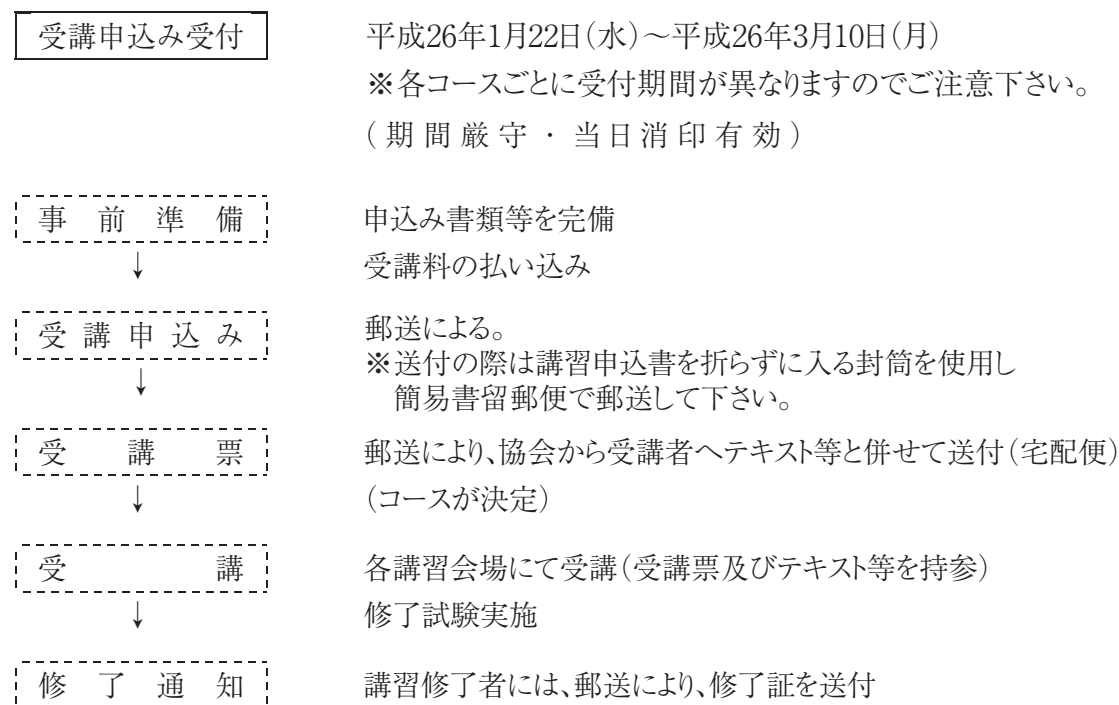 受講申込み受付 平成26年1月22日(水)～平成26年3月10日(月)
※各コースごとに受付期間が異なりますのでご注意下さい。
(期間厳守・当日消印有効)
事前準備 申込み書類等を完備
↓ 受講料の払い込み
受講申込み 郵送による。
※送付の際は講習申込書を折らずに入る封筒を使用し
↓ 簡易書留郵便で郵送して下さい。
受講票 郵送により、協会から受講者へテキスト等と併せて送付(宅配便)
↓ (コースが決定)
受講 各講習会場にて受講(受講票及びテキスト等を持参)
↓ 修了試験実施
修了通知 講習修了者には、郵送により、修了証を送付